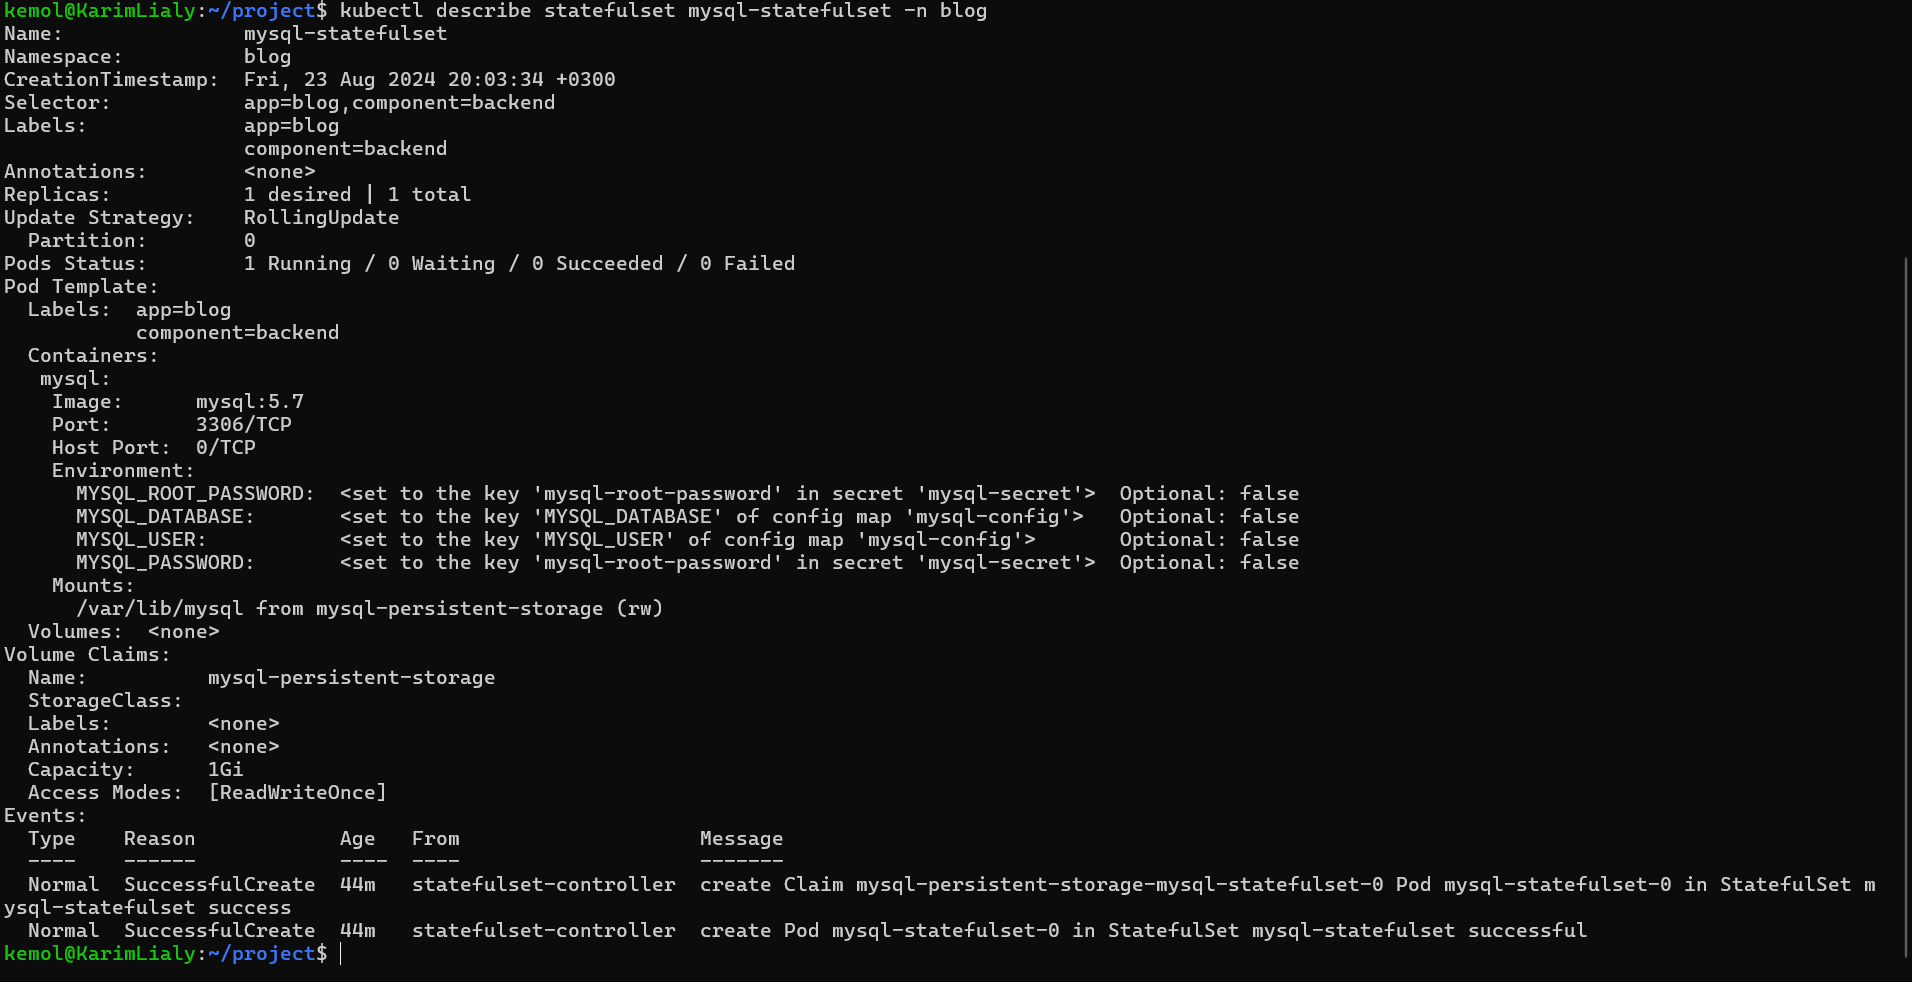 kemol@KarimLialy:~/project$ kubectl describe statefulset mysql-statefulset -n blog
Name:               mysql-statefulset
Namespace:          blog
CreationTimestamp:  Fri, 23 Aug 2024 20:03:34 +0300
Selector:           app=blog,component=backend
Labels:             app=blog
                    component=backend
Annotations:        <none>
Replicas:           1 desired | 1 total
Update Strategy:    RollingUpdate
  Partition:        0
Pods Status:        1 Running / 0 Waiting / 0 Succeeded / 0 Failed
Pod Template:
  Labels:  app=blog
           component=backend
  Containers:
   mysql:
    Image:      mysql:5.7
    Port:       3306/TCP
    Host Port:  0/TCP
    Environment:
      MYSQL_ROOT_PASSWORD:  <set to the key 'mysql-root-password' in secret 'mysql-secret'>  Optional: false
      MYSQL_DATABASE:       <set to the key 'MYSQL_DATABASE' of config map 'mysql-config'>   Optional: false
      MYSQL_USER:           <set to the key 'MYSQL_USER' of config map 'mysql-config'>       Optional: false
      MYSQL_PASSWORD:       <set to the key 'mysql-root-password' in secret 'mysql-secret'>  Optional: false
    Mounts:
      /var/lib/mysql from mysql-persistent-storage (rw)
  Volumes:  <none>
Volume Claims:
  Name:          mysql-persistent-storage
  StorageClass:
  Labels:        <none>
  Annotations:   <none>
  Capacity:      1Gi
  Access Modes:  [ReadWriteOnce]
Events:
  Type    Reason            Age   From                    Message
  ----    ------            ----  ----                    -------
  Normal  SuccessfulCreate  44m   statefulset-controller  create Claim mysql-persistent-storage-mysql-statefulset-0 Pod mysql-statefulset-0 in StatefulSet m
ysql-statefulset success
  Normal  SuccessfulCreate  44m   statefulset-controller  create Pod mysql-statefulset-0 in StatefulSet mysql-statefulset successful
kemol@KarimLialy:~/project$